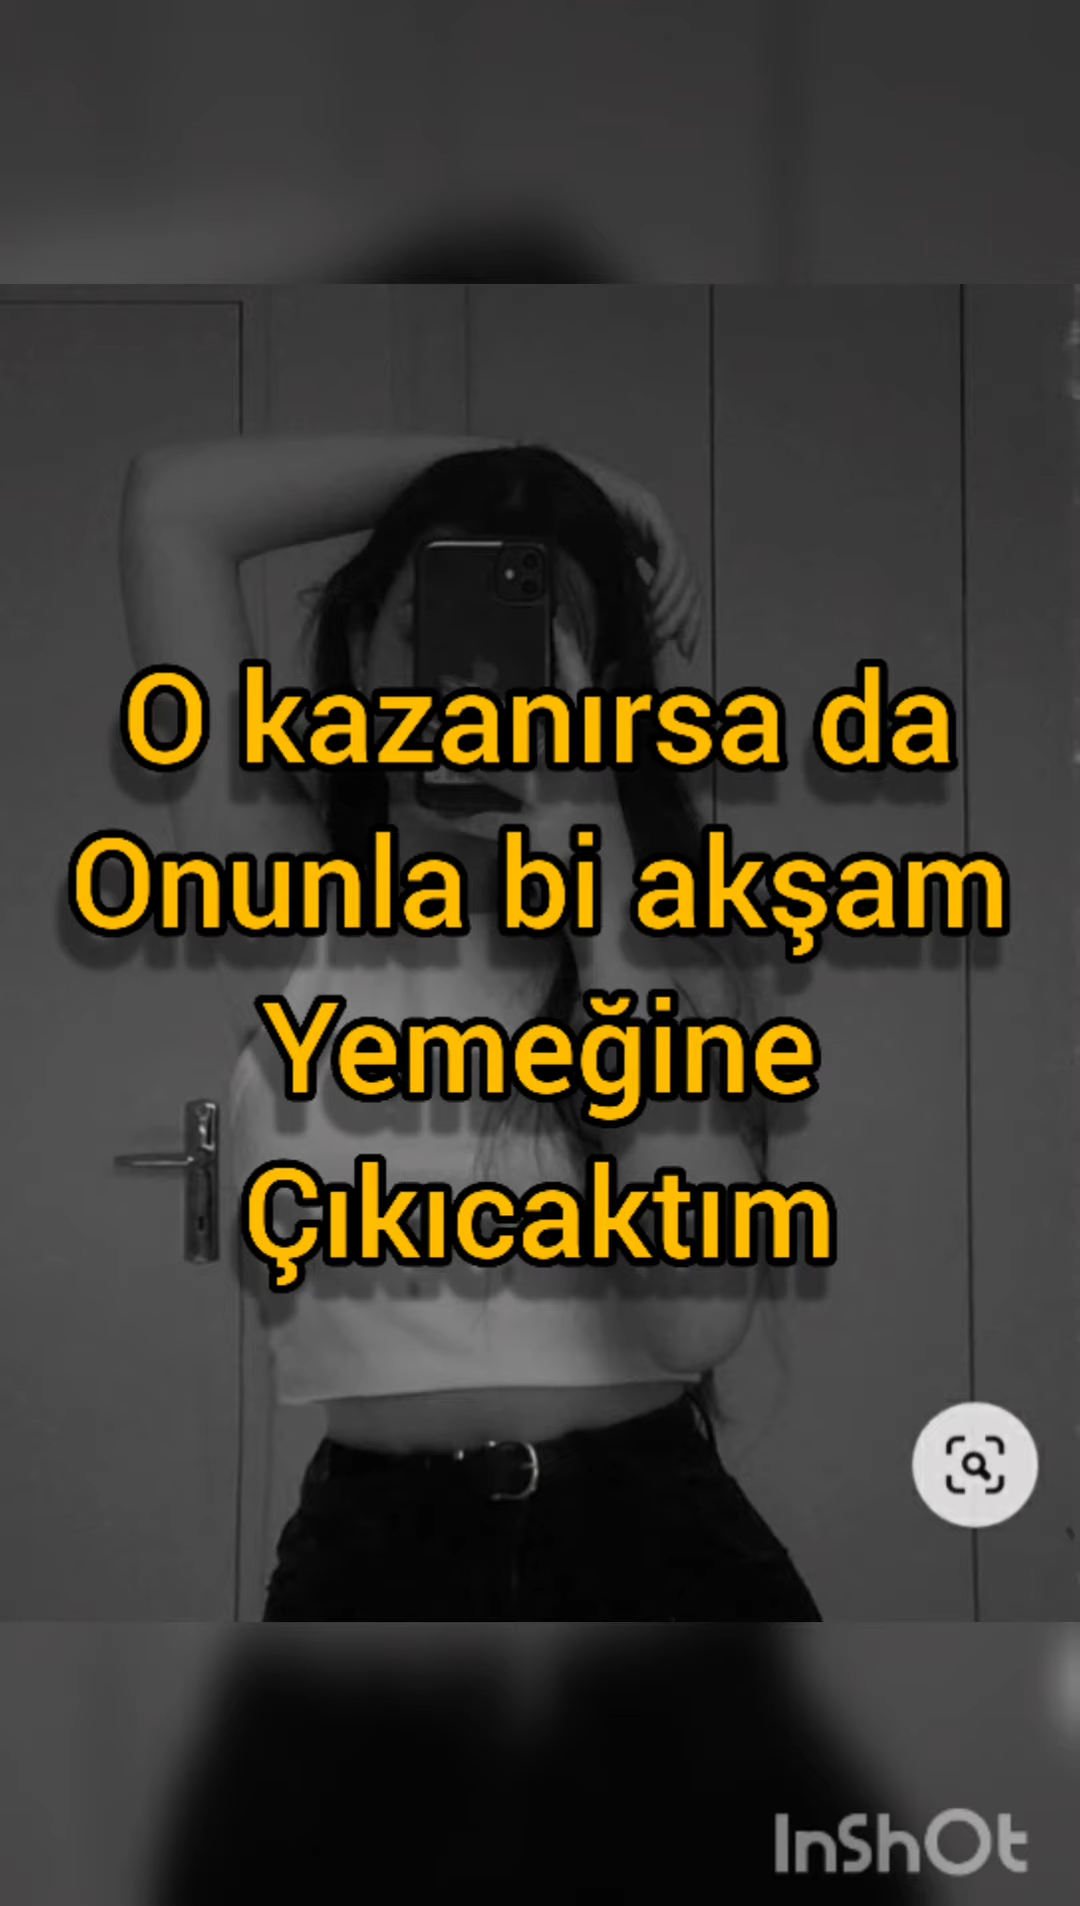 O kazanırsa da
Onunla bi akşam
Yemeğine
Çıkıcaktım
InShOt